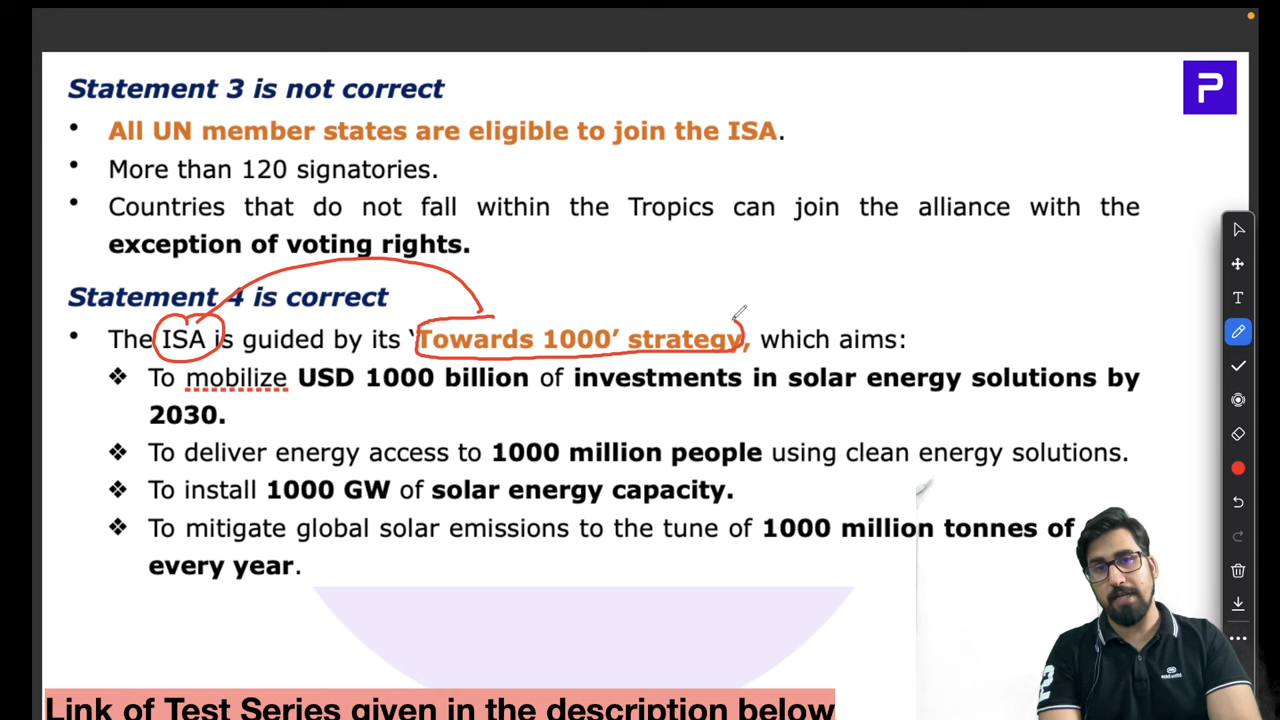 Statement 3 is not correct
• All UN member states are eligible to join the ISA.
• More than 120 signatories.
• Countries that do not fall within the Tropics can join the alliance with the
exception of voting rights.
Statement 4 is correct
• The ISA is guided by its ‘Towards 1000’ strategy, which aims:
❖ To mobilize USD 1000 billion of investments in solar energy solutions by
2030.
❖ To deliver energy access to 1000 million people using clean energy solutions.
❖ To install 1000 GW of solar energy capacity.
❖ To mitigate global solar emissions to the tune of 1000 million tonnes of
every year.
Link of Test Series given in the description below
P
T